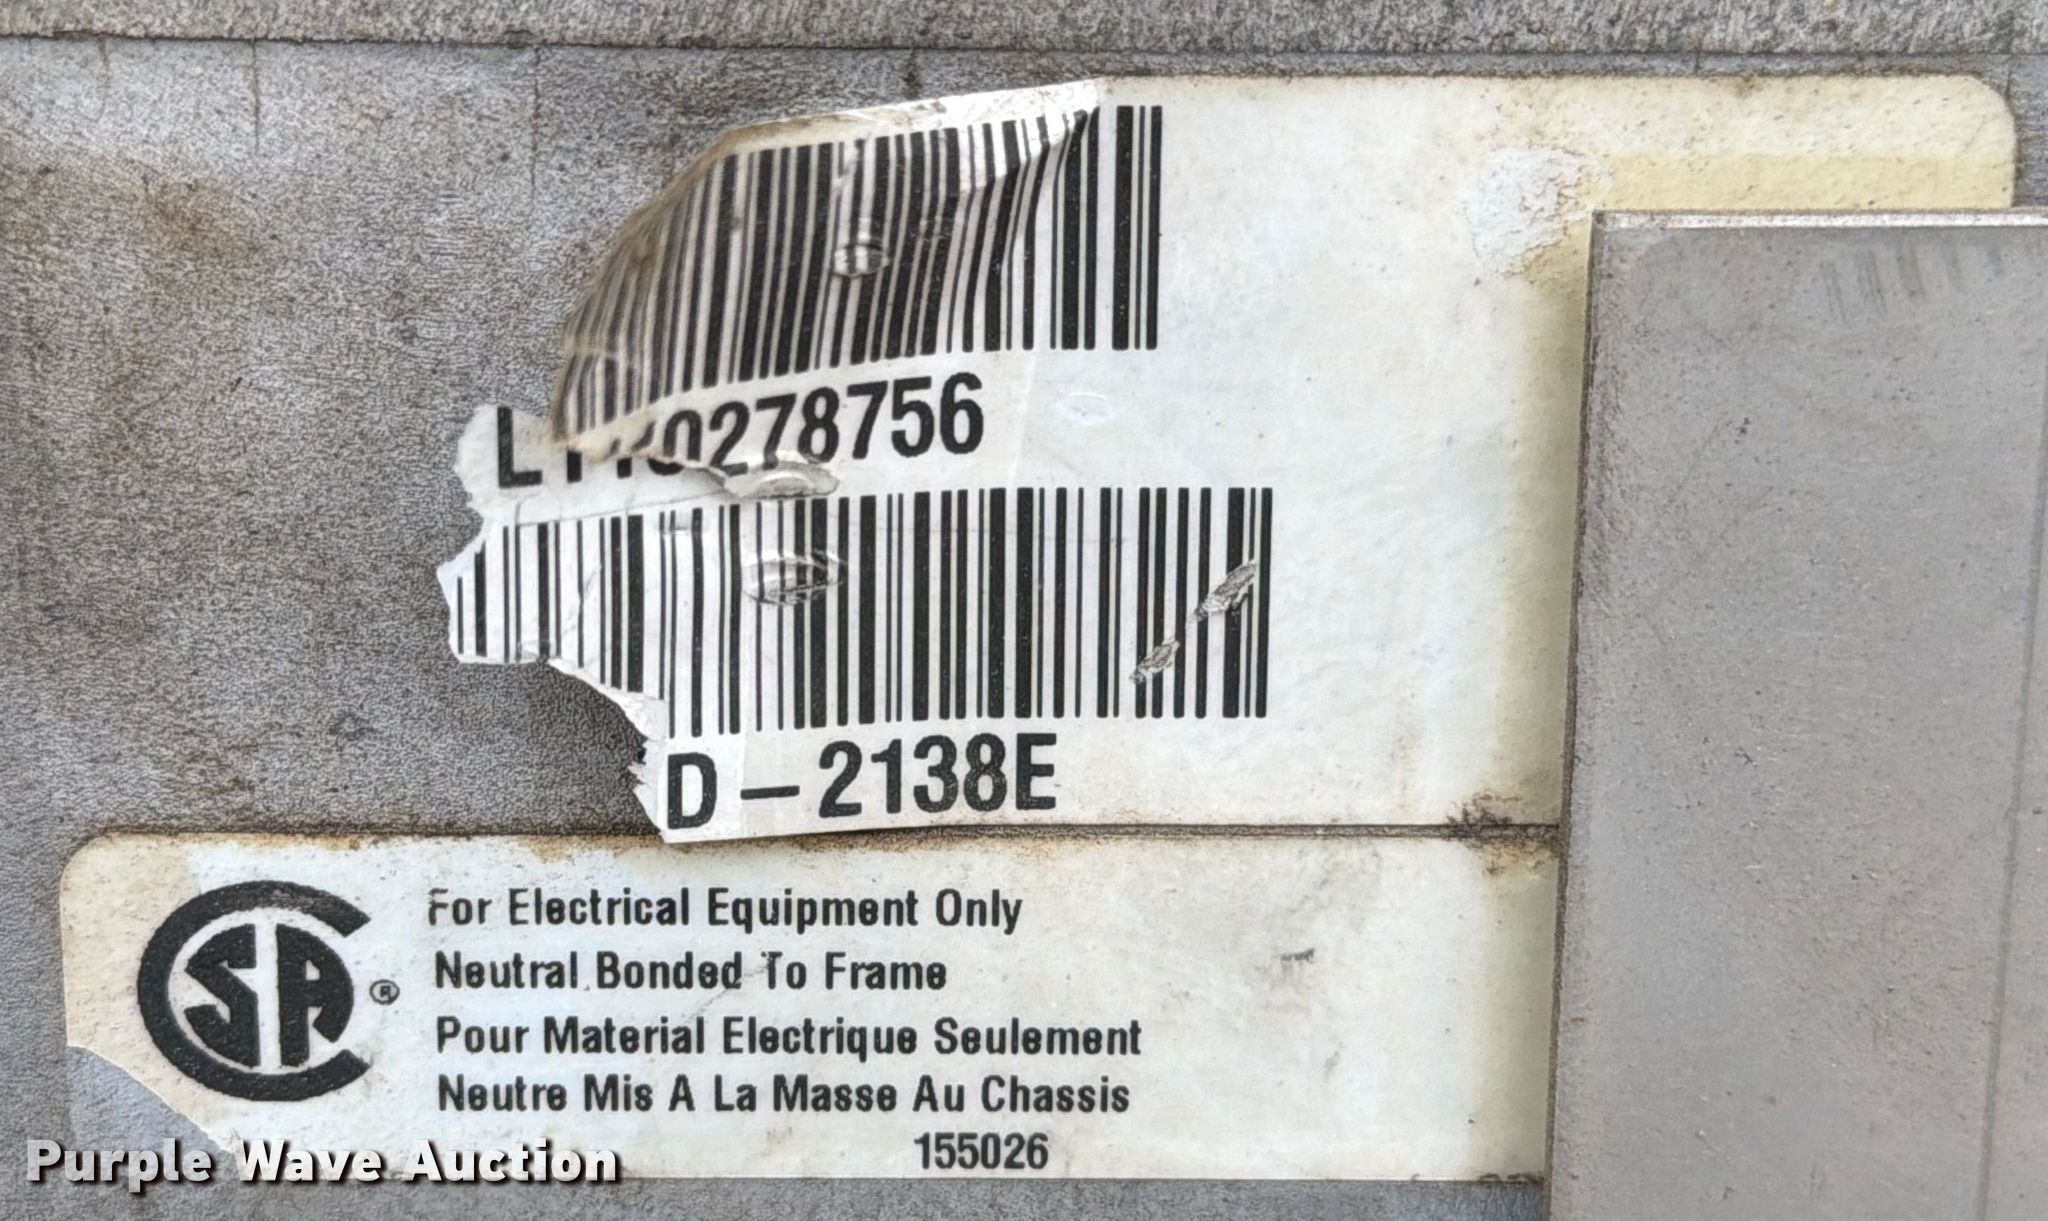 D-2138E
CSA ®
For Electrical Equipment Only
Neutral Bonded To Frame
Pour Material Electrique Seulement
Neutre Mis A La Masse Au Chassis
155026
Purple Wave Auction